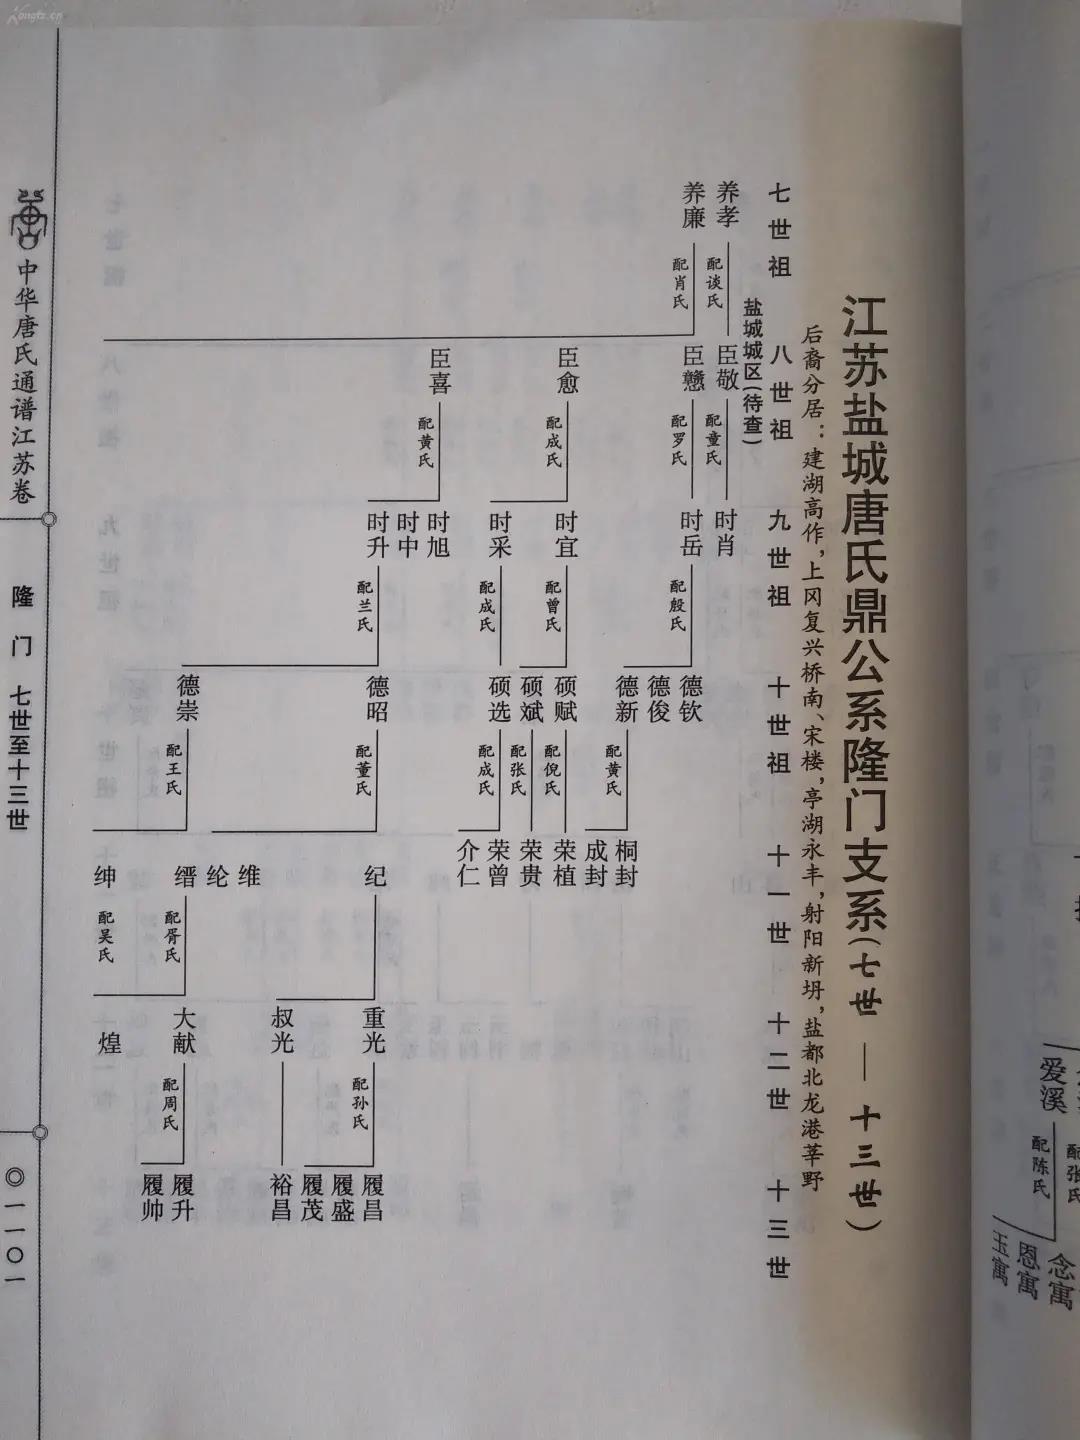 Kongfz.cn
江苏盐城唐氏鼎公系隆门支系(七世——十三世)
后裔分居：建湖高作，上冈复兴桥南、宋楼，亭湖永丰，射阳新坍，盐都北龙港莘野
七世祖 八世祖 九世祖 十世祖 十一世 十二世 十三世
盐城城区(待查)
养孝 配谈氏 臣敬 配童氏 时肖
养廉 配肖氏 臣戆 配罗氏 时岳 配殷氏 德钦
德俊
德新 配黄氏 桐封
成封
臣愈 配成氏 时宜 配曾氏 硕赋 配倪氏 荣植
硕斌 配张氏 荣贵
时采 配成氏 硕选 配成氏 荣曾
介仁
臣喜 配黄氏 时旭
时中
时升 配兰氏 德昭 配董氏 纪 重光 配孙氏 履昌
履盛
履茂
叔光 裕昌
维
纶
德崇 配王氏 缙 配胥氏 大献 配周氏 履升
履帅
煌
绅 配吴氏
中华唐氏通谱江苏卷
隆门 七世至十三世
〇一一〇一
爱溪
配陈氏
配张氏
念寓
恩寓
玉寓